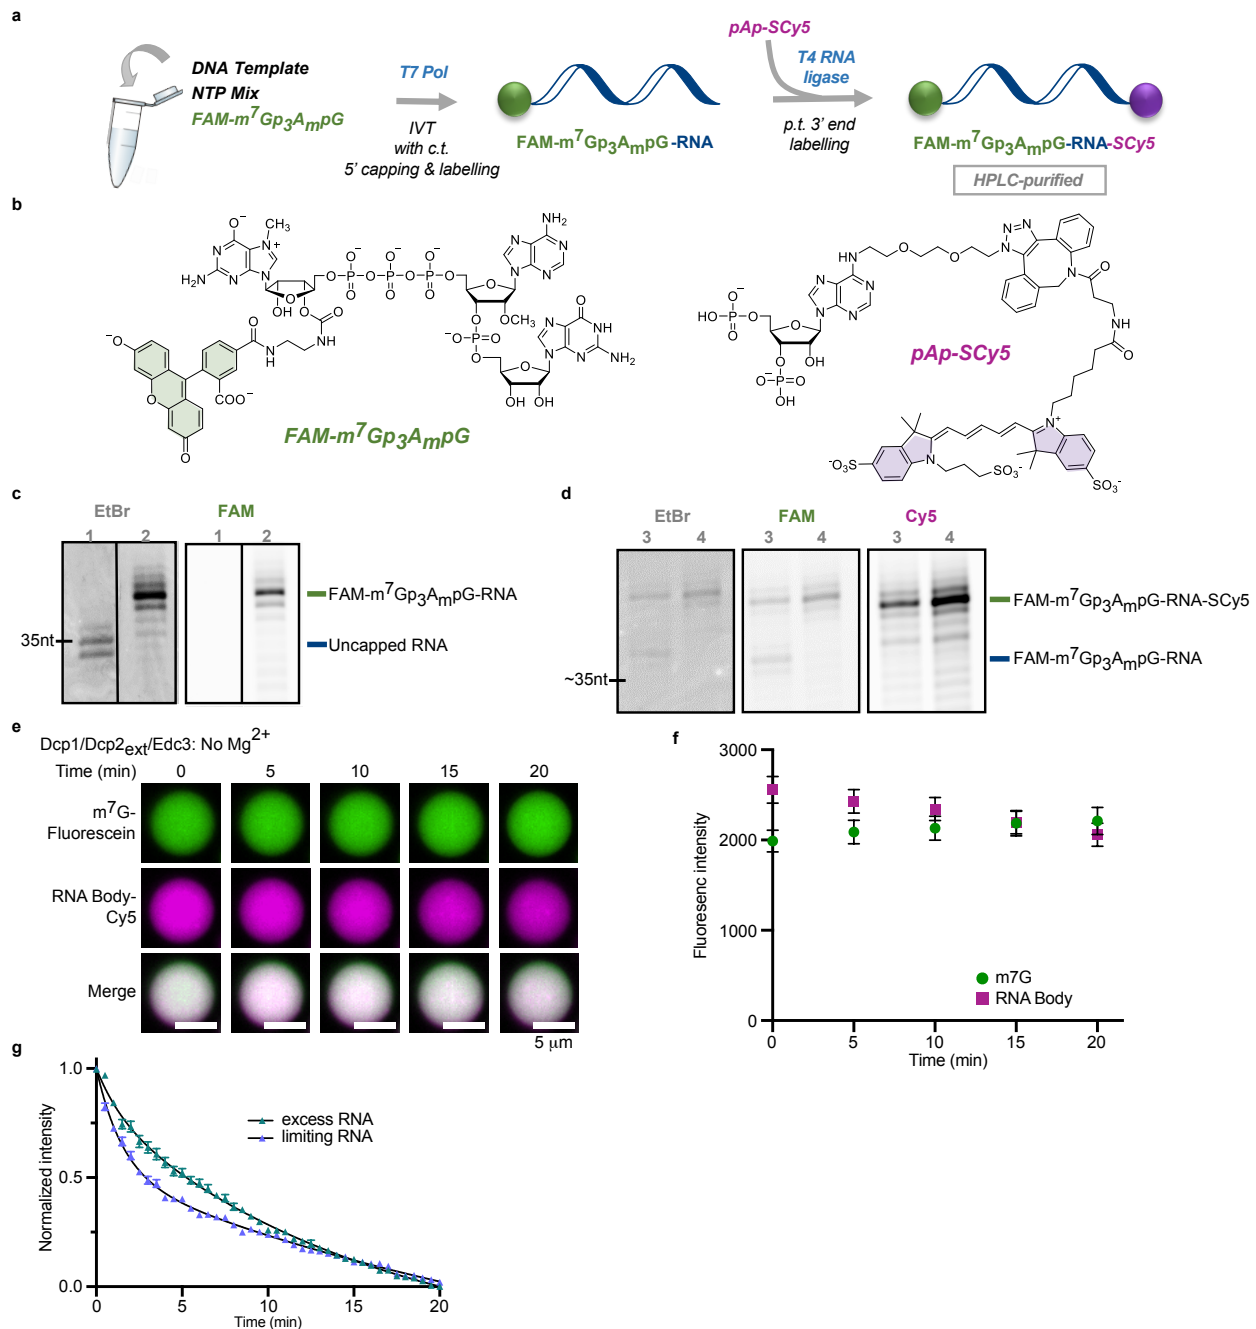 a
DNA Template
NTP Mix
FAM-m⁷Gp₃AₘpG
T7 Pol
IVT
with c.t.
5' capping & labelling
FAM-m⁷Gp₃AₘpG-RNA
pAp-SCy5
T4 RNA
ligase
p.t. 3' end
labelling
FAM-m⁷Gp₃AₘpG-RNA-SCy5
HPLC-purified
b
FAM-m⁷Gp₃AₘpG
pAp-SCy5
c
EtBr
FAM
1 2 1 2
35nt
FAM-m⁷Gp₃AₘpG-RNA
Uncapped RNA
d
EtBr
FAM
Cy5
3 4 3 4 3 4
~35nt
FAM-m⁷Gp₃AₘpG-RNA-SCy5
FAM-m⁷Gp₃AₘpG-RNA
e
Dcp1/Dcp2ext/Edc3: No Mg²⁺
Time (min) 0 5 10 15 20
m⁷G-
Fluorescein
RNA Body-
Cy5
Merge
5 µm
f
Fluoresenc intensity
3000
2000
1000
0
m7G
RNA Body
0 5 10 15 20
Time (min)
g
Normalized intensity
1.0
0.5
0.0
excess RNA
limiting RNA
0 5 10 15 20
Time (min)